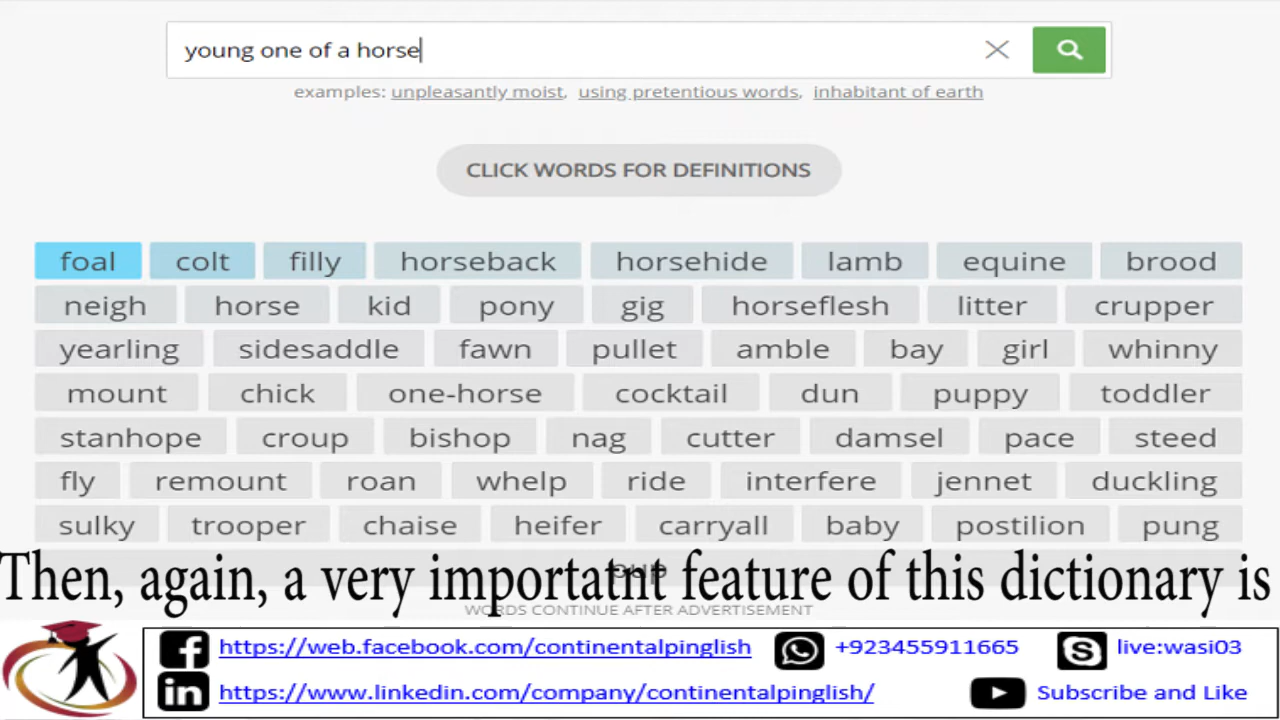 young one of a horse
examples: unpleasantly moist, using pretentious words, inhabitant of earth
CLICK WORDS FOR DEFINITIONS
foal colt filly horseback horsehide lamb equine brood
neigh horse kid pony gig horseflesh litter crupper
yearling sidesaddle fawn pullet amble bay girl whinny
mount chick one-horse cocktail dun puppy toddler
stanhope croup bishop nag cutter damsel pace steed
fly remount roan whelp ride interfere jennet duckling
sulky trooper chaise heifer carryall baby postilion pung
Then, again, a very importatnt feature of this dictionary is
WORDS CONTINUE AFTER ADVERTISEMENT
https://web.facebook.com/continentalpinglish +923455911665 live:wasi03
https://www.linkedin.com/company/continentalpinglish/ Subscribe and Like